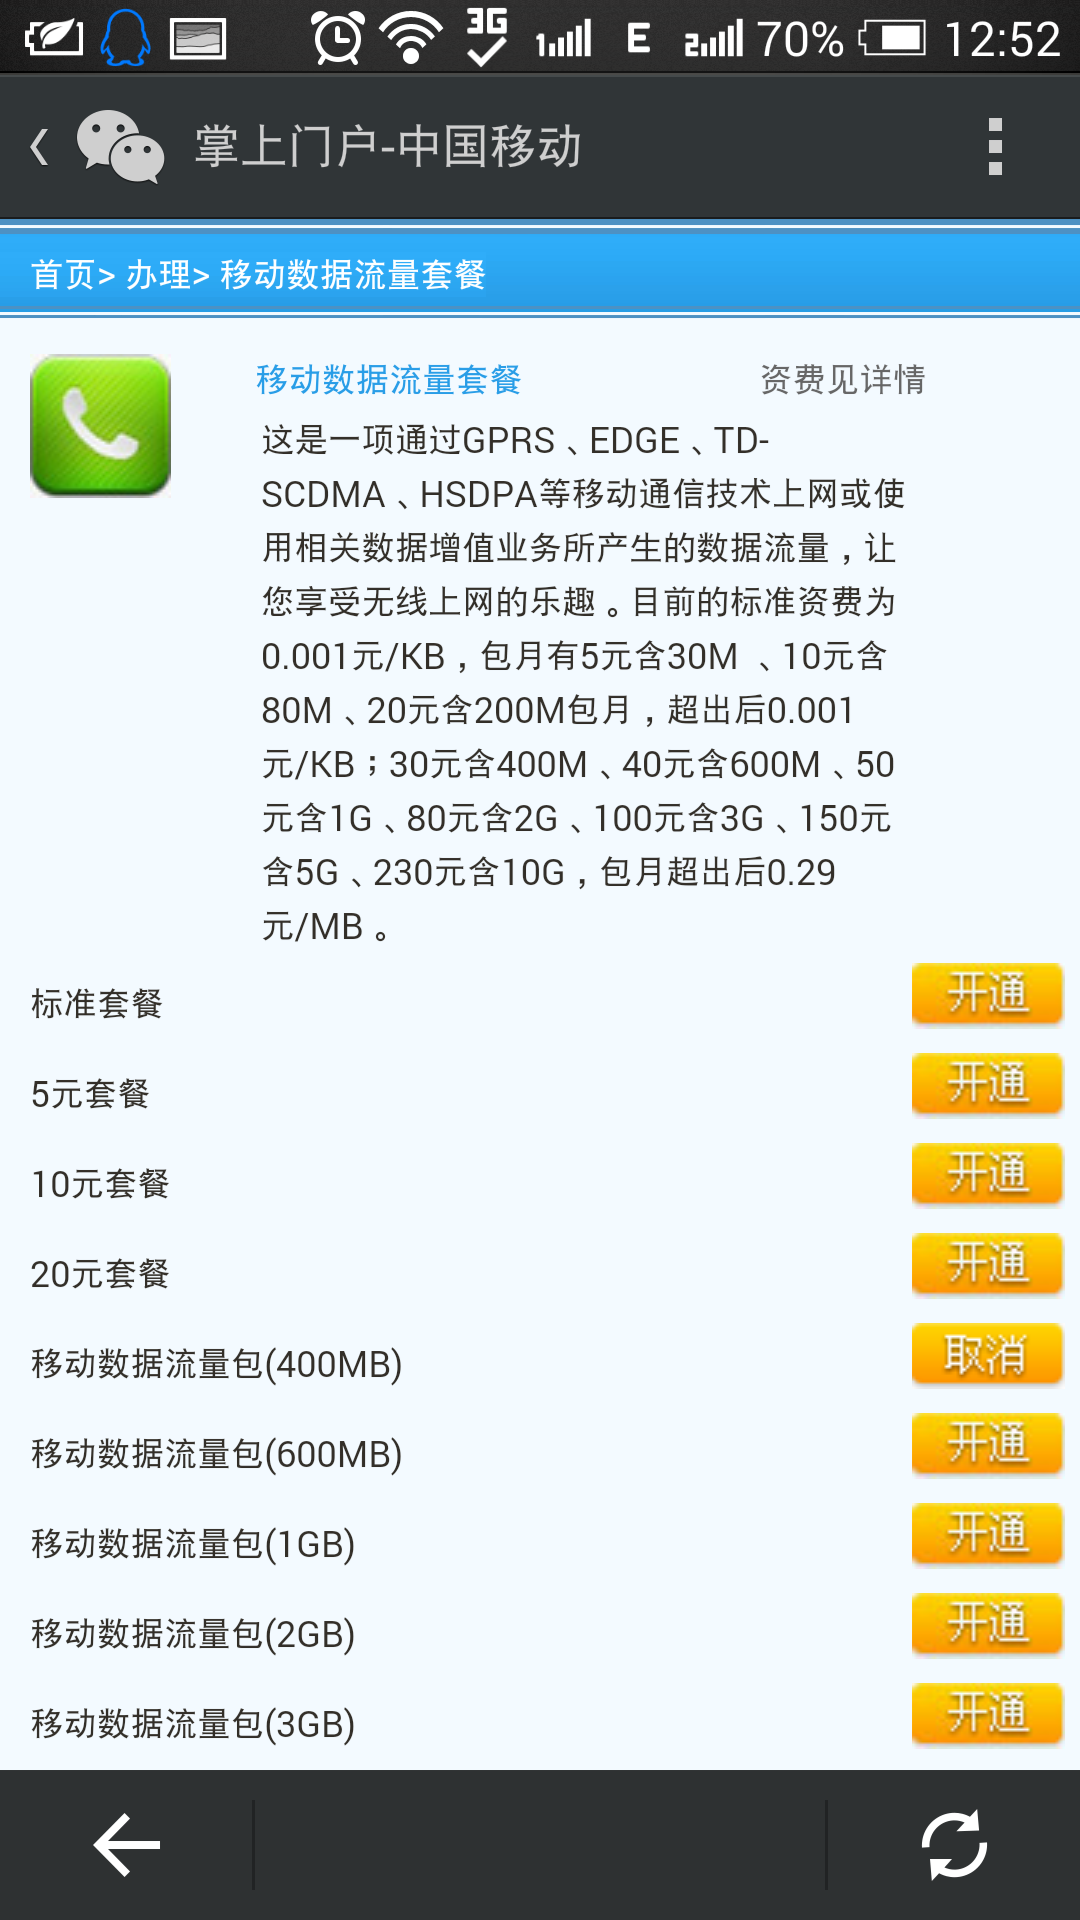 3G 1 E 2 70% 12:52
掌上门户-中国移动
首页> 办理> 移动数据流量套餐
移动数据流量套餐 资费见详情
这是一项通过GPRS、EDGE、TD-
SCDMA、HSDPA等移动通信技术上网或使
用相关数据增值业务所产生的数据流量，让
您享受无线上网的乐趣。目前的标准资费为
0.001元/KB，包月有5元含30M 、10元含
80M、20元含200M包月，超出后0.001
元/KB；30元含400M、40元含600M、50
元含1G、80元含2G、100元含3G、150元
含5G、230元含10G，包月超出后0.29
元/MB。
标准套餐 开通
5元套餐 开通
10元套餐 开通
20元套餐 开通
移动数据流量包(400MB) 取消
移动数据流量包(600MB) 开通
移动数据流量包(1GB) 开通
移动数据流量包(2GB) 开通
移动数据流量包(3GB) 开通